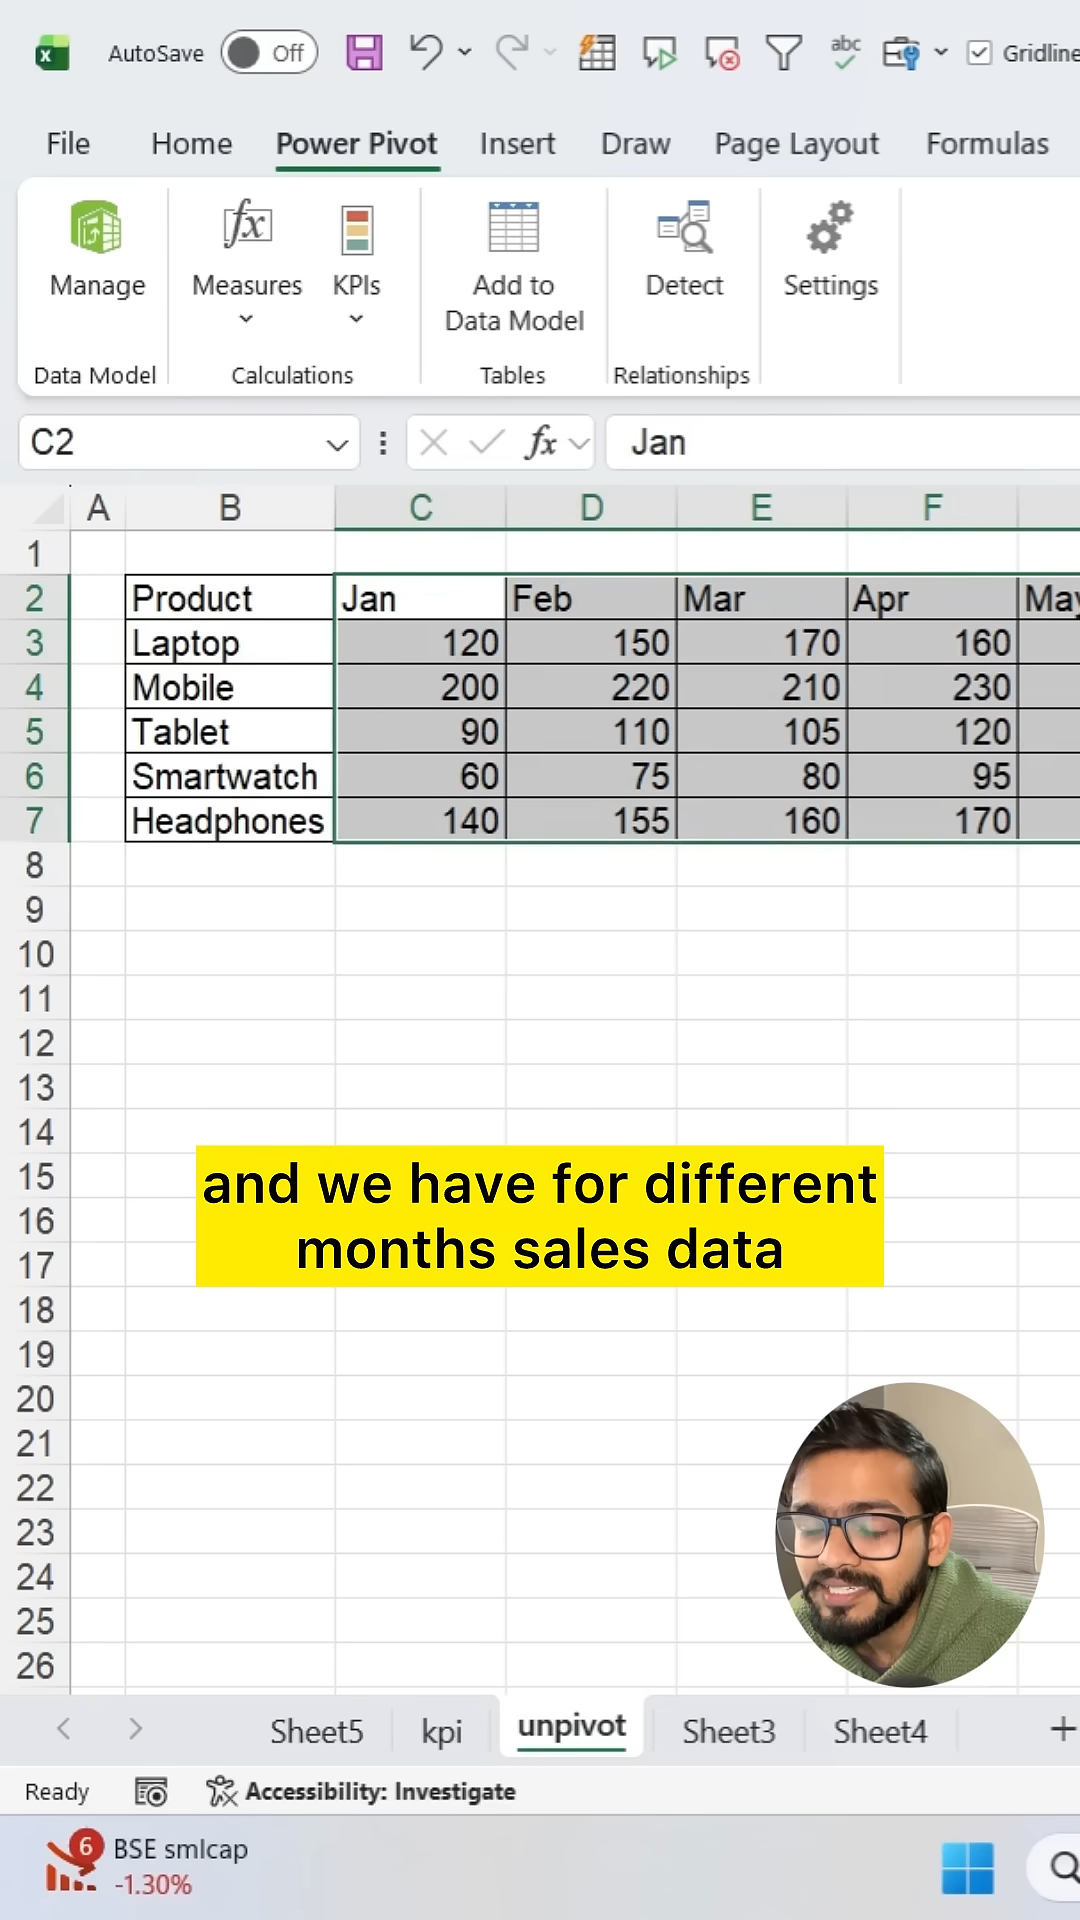 AutoSave Off abc Gridline
File Home Power Pivot Insert Draw Page Layout Formulas
Manage Measures KPIs Add to Data Model Detect Settings
Data Model Calculations Tables Relationships
C2 fx Jan
A B C D E F
1
2 Product Jan Feb Mar Apr May
3 Laptop 120 150 170 160
4 Mobile 200 220 210 230
5 Tablet 90 110 105 120
6 Smartwatch 60 75 80 95
7 Headphones 140 155 160 170
8
9
10
11
12
13
14
15
16
17
18
19
20
21
22
23
24
25
26
and we have for different
months sales data
Sheet5 kpi unpivot Sheet3 Sheet4 +
Ready Accessibility: Investigate
6 BSE smlcap
-1.30%